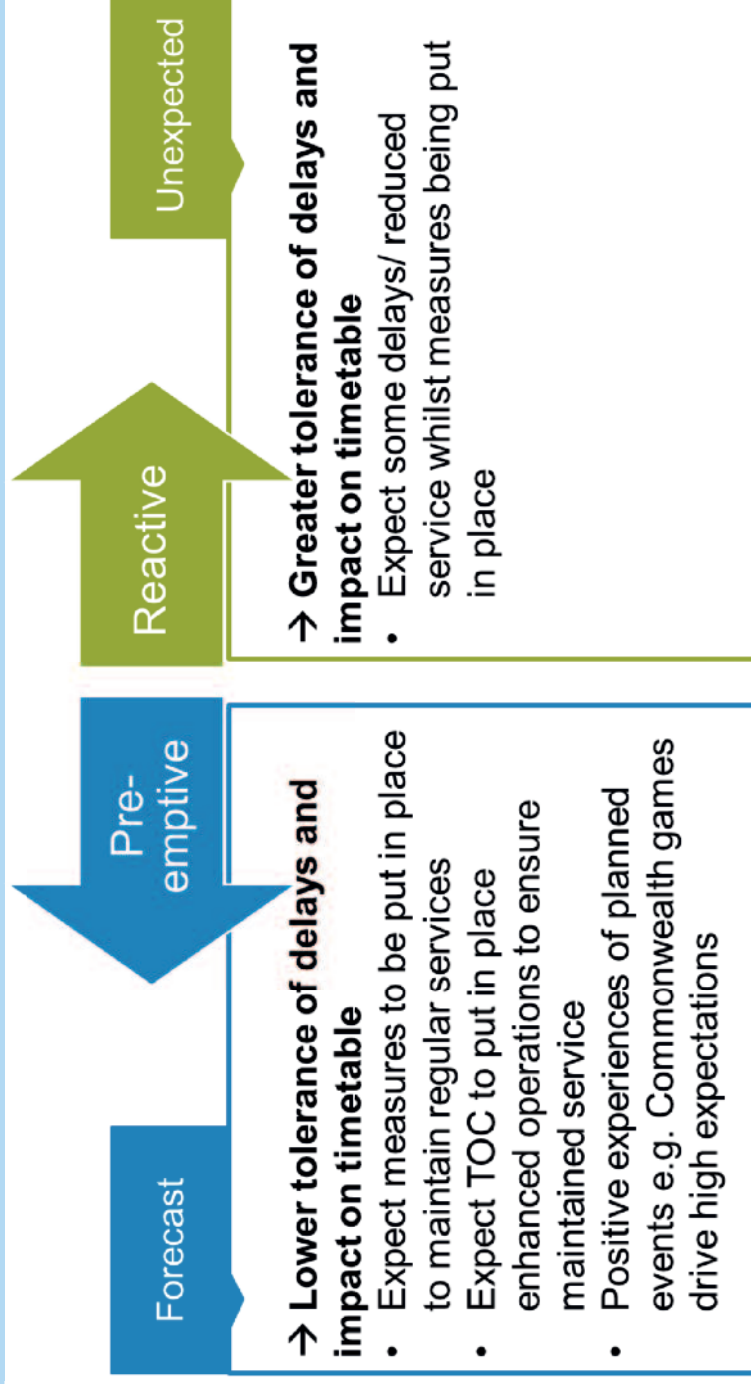 Forecast
Pre-
emptive
Reactive
Unexpected
→ Lower tolerance of delays and
impact on timetable
• Expect measures to be put in place
to maintain regular services
• Expect TOC to put in place
enhanced operations to ensure
maintained service
• Positive experiences of planned
events e.g. Commonwealth games
drive high expectations
→ Greater tolerance of delays and
impact on timetable
• Expect some delays/ reduced
service whilst measures being put
in place